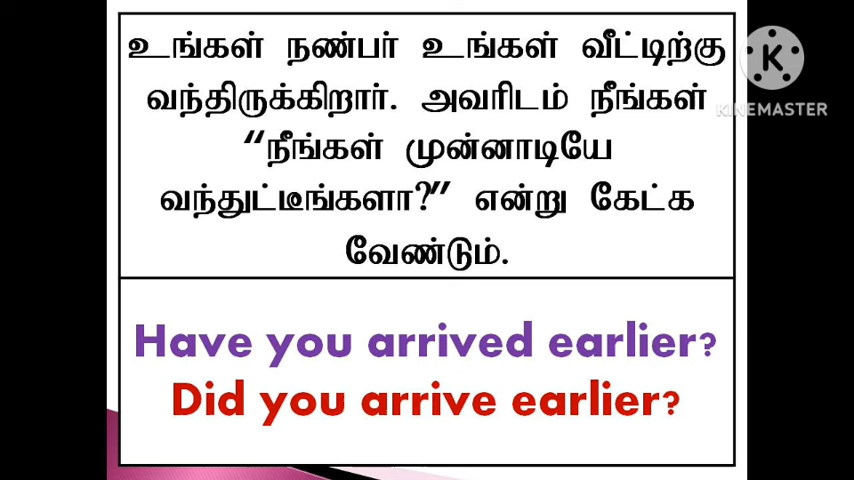 உங்கள் நண்பர் உங்கள் வீட்டிற்கு
வந்திருக்கிறார். அவரிடம் நீங்கள்
“நீங்கள் முன்னாடியே
வந்துட்டீங்களா?” என்று கேட்க
வேண்டும்.
K
KINEMASTER
Have you arrived earlier?
Did you arrive earlier?